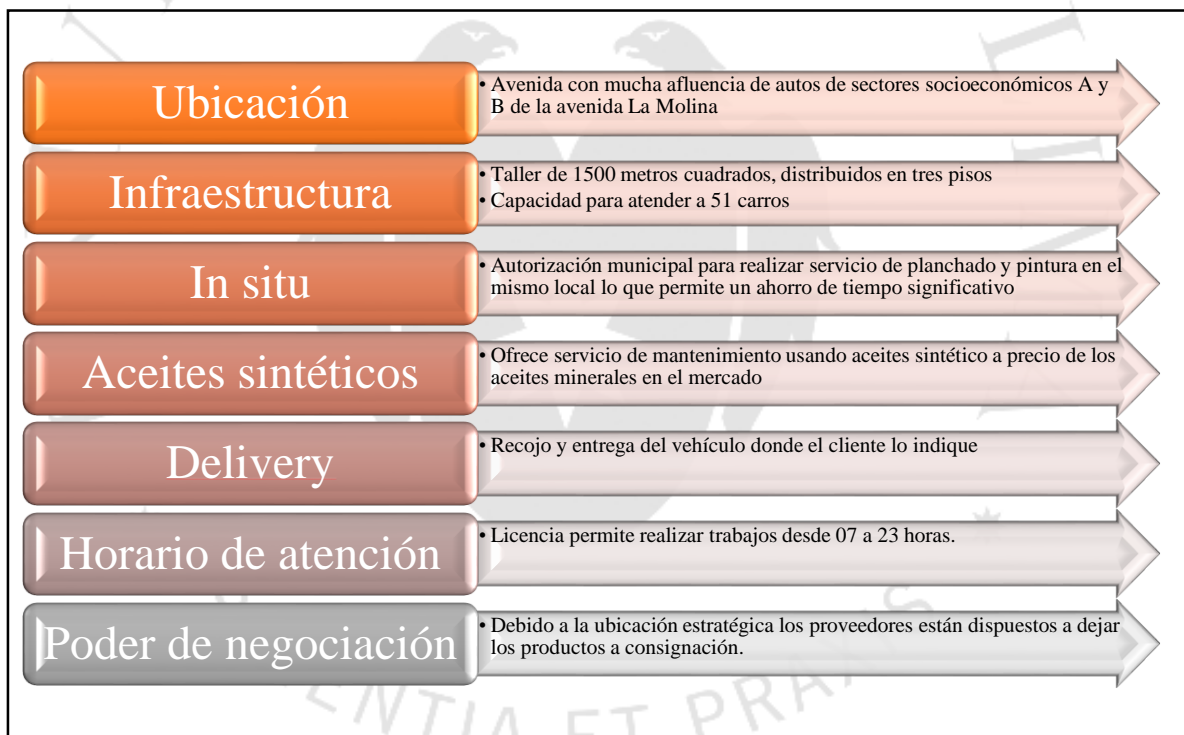 Ubicación
• Avenida con mucha afluencia de autos de sectores socioeconómicos A y
B de la avenida La Molina
Infraestructura
• Taller de 1500 metros cuadrados, distribuidos en tres pisos
• Capacidad para atender a 51 carros
In situ
• Autorización municipal para realizar servicio de planchado y pintura en el
mismo local lo que permite un ahorro de tiempo significativo
Aceites sintéticos
• Ofrece servicio de mantenimiento usando aceites sintético a precio de los
aceites minerales en el mercado
Delivery
• Recojo y entrega del vehículo donde el cliente lo indique
Horario de atención
• Licencia permite realizar trabajos desde 07 a 23 horas.
Poder de negociación
• Debido a la ubicación estratégica los proveedores están dispuestos a dejar
los productos a consignación.
ENTIA ET PRAXIS